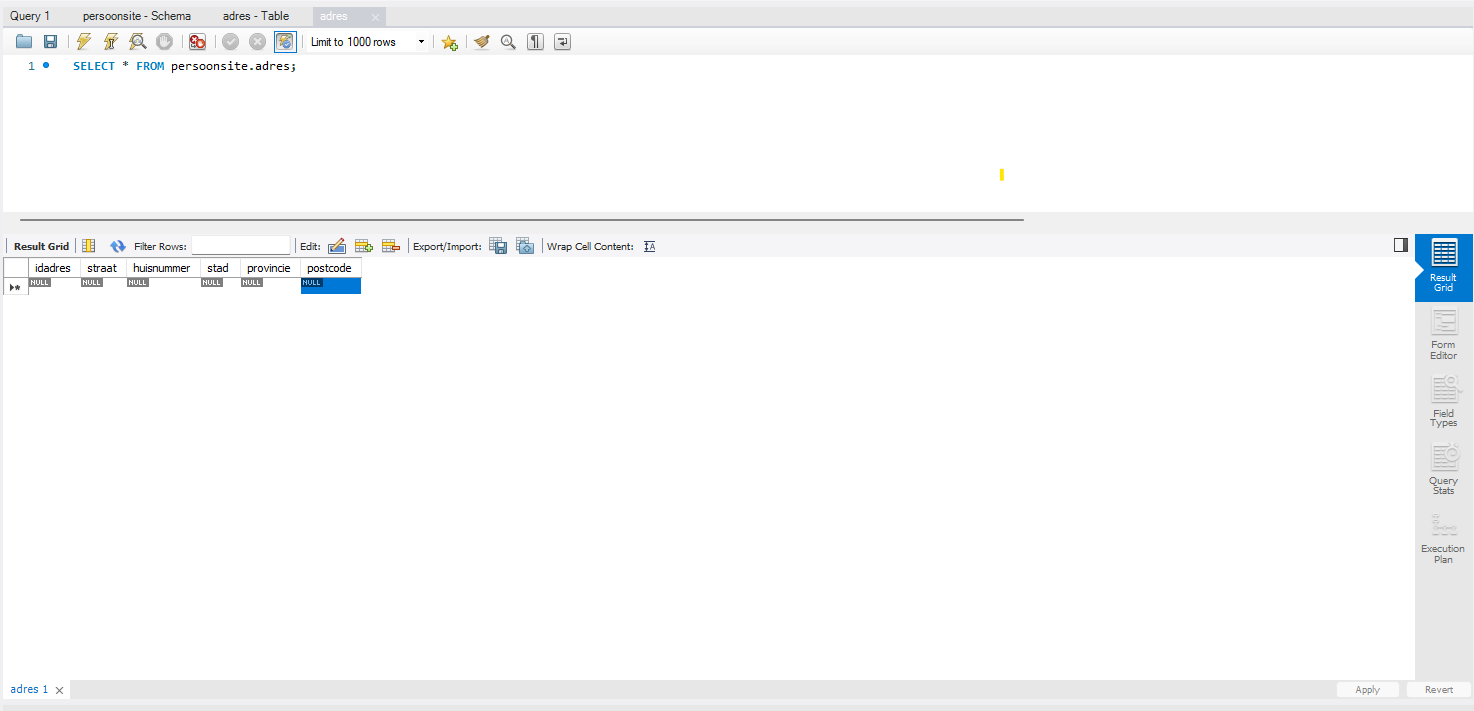 Query 1 persoonsite - Schema adres - Table adres
Limit to 1000 rows
1 SELECT * FROM persoonsite.adres;
Result Grid Filter Rows: Edit: Export/Import: Wrap Cell Content:
idadres straat huisnummer stad provincie postcode
NULL NULL NULL NULL NULL NULL
Result
Grid
Form
Editor
Field
Types
Query
Stats
Execution
Plan
adres 1 Apply Revert